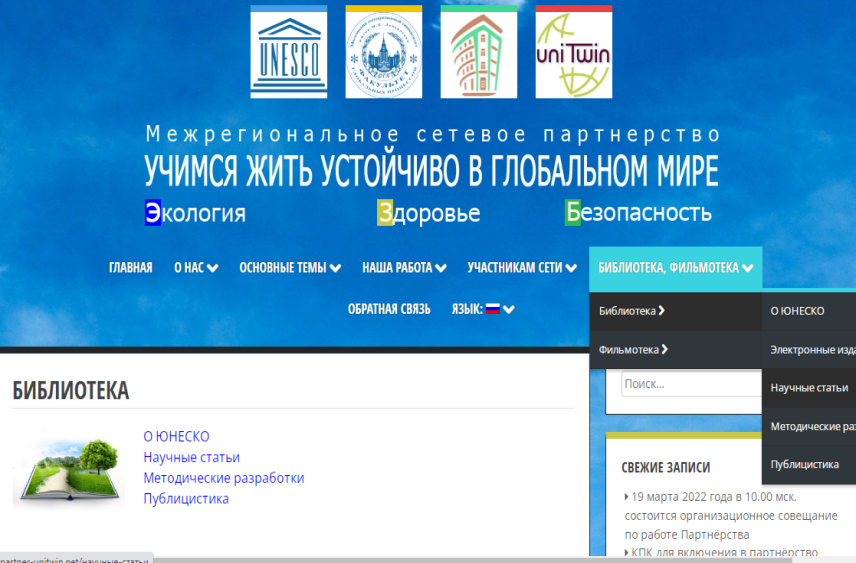 UNESCO
uniTwin
Межрегиональное сетевое партнерство
УЧИМСЯ ЖИТЬ УСТОЙЧИВО В ГЛОБАЛЬНОМ МИРЕ
Экология Здоровье Безопасность
ГЛАВНАЯ О НАС ОСНОВНЫЕ ТЕМЫ НАША РАБОТА УЧАСТНИКАМ СЕТИ БИБЛИОТЕКА, ФИЛЬМОТЕКА
ОБРАТНАЯ СВЯЗЬ ЯЗЫК:
Библиотека
Фильмотека
О ЮНЕСКО
Электронные изда
Научные статьи
Методические раз
Публицистика
БИБЛИОТЕКА
О ЮНЕСКО
Научные статьи
Методические разработки
Публицистика
Поиск...
СВЕЖИЕ ЗАПИСИ
19 марта 2022 года в 10.00 мск.
состоится организационное совещание
по работе Партнёрства
КПК для включения в партнёрство
partner-unitwin.net/научные-статьи